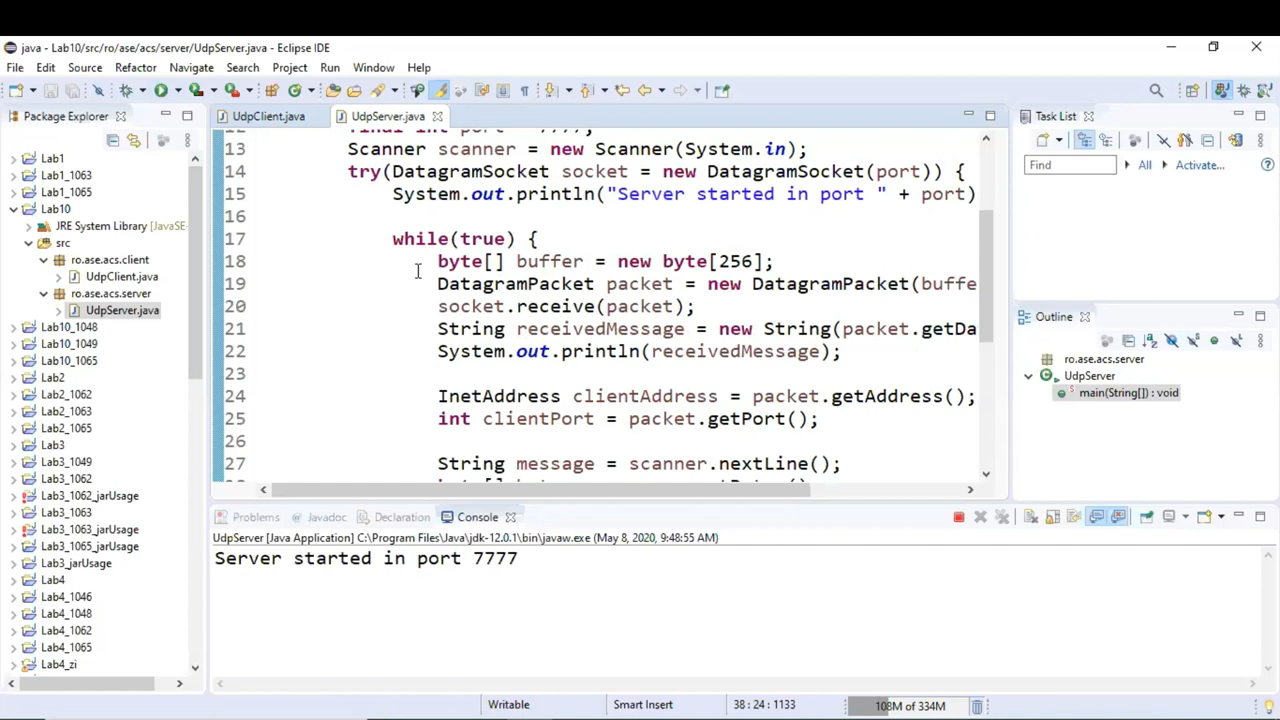 java - Lab10/src/ro/ase/acs/server/UdpServer.java - Eclipse IDE
File Edit Source Refactor Navigate Search Project Run Window Help
Package Explorer
Lab1
Lab1_1063
Lab1_1065
Lab10
JRE System Library [JavaSE-
src
ro.ase.acs.client
UdpClient.java
ro.ase.acs.server
UdpServer.java
Lab10_1048
Lab10_1049
Lab10_1065
Lab2
Lab2_1062
Lab2_1063
Lab2_1065
Lab3
Lab3_1049
Lab3_1062
Lab3_1062_jarUsage
Lab3_1063
Lab3_1063_jarUsage
Lab3_1065_jarUsage
Lab3_jarUsage
Lab4
Lab4_1046
Lab4_1048
Lab4_1062
Lab4_1065
Lab4_zi
UdpClient.java UdpServer.java
12 final int port = 7777;
13 Scanner scanner = new Scanner(System.in);
14 try(DatagramSocket socket = new DatagramSocket(port)) {
15 System.out.println("Server started in port " + port)
16
17 while(true) {
18 byte[] buffer = new byte[256];
19 DatagramPacket packet = new DatagramPacket(buffe
20 socket.receive(packet);
21 String receivedMessage = new String(packet.getDa
22 System.out.println(receivedMessage);
23
24 InetAddress clientAddress = packet.getAddress();
25 int clientPort = packet.getPort();
26
27 String message = scanner.nextLine();
Task List
Find All Activate...
Outline
ro.ase.acs.server
UdpServer
main(String[]) : void
Problems Javadoc Declaration Console
UdpServer [Java Application] C:\Program Files\Java\jdk-12.0.1\bin\javaw.exe (May 8, 2020, 9:48:55 AM)
Server started in port 7777
Writable Smart Insert 38 : 24 : 1133 108M of 334M